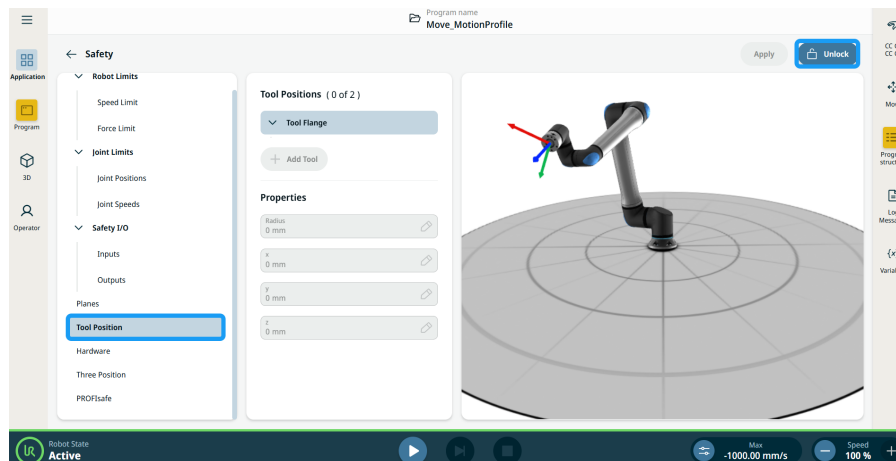 Program name
Move_MotionProfile
Safety
Apply
Unlock
Application
Program
3D
Operator
Robot Limits
Speed Limit
Force Limit
Joint Limits
Joint Positions
Joint Speeds
Safety I/O
Inputs
Outputs
Planes
Tool Position
Hardware
Three Position
PROFIsafe
Tool Positions ( 0 of 2 )
Tool Flange
Add Tool
Properties
Radius
0 mm
x
0 mm
y
0 mm
z
0 mm
UR
Robot State
Active
Max
-1000.00 mm/s
Speed
100 %